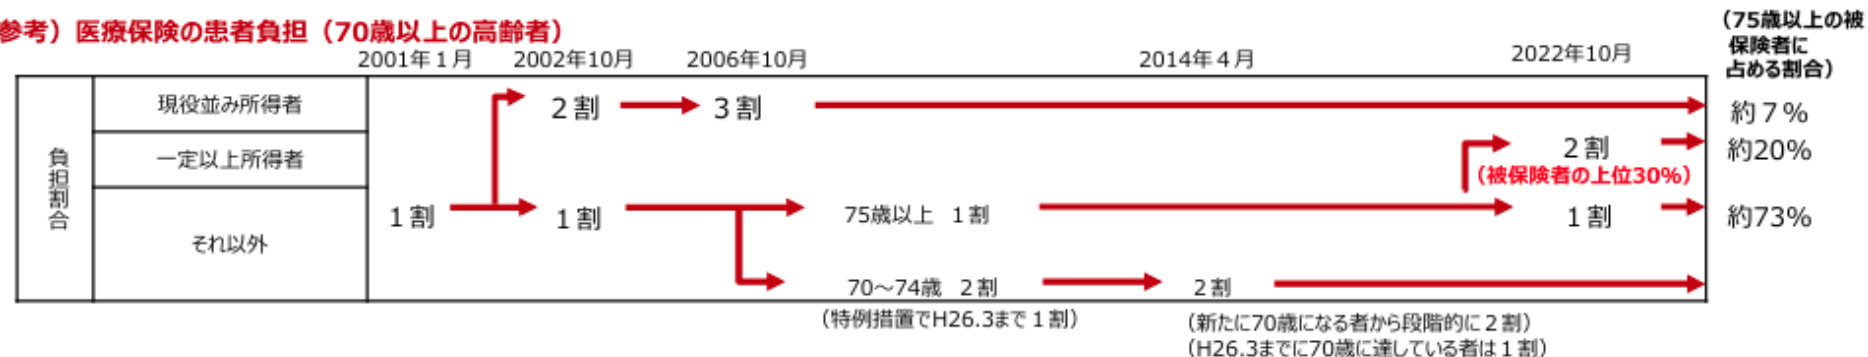 参考）医療保険の患者負担（70歳以上の高齢者）
2001年１月 2002年10月 2006年10月 2014年４月 2022年10月
（75歳以上の被
保険者に
占める割合）
負担割合
現役並み所得者 ２割 ３割 約７％
一定以上所得者 ２割 約20%
（被保険者の上位30%）
それ以外 １割 １割 75歳以上 １割 １割 約73%
70～74歳 ２割 ２割
（特例措置でH26.3まで１割）
（新たに70歳になる者から段階的に２割）
（H26.3までに70歳に達している者は１割）